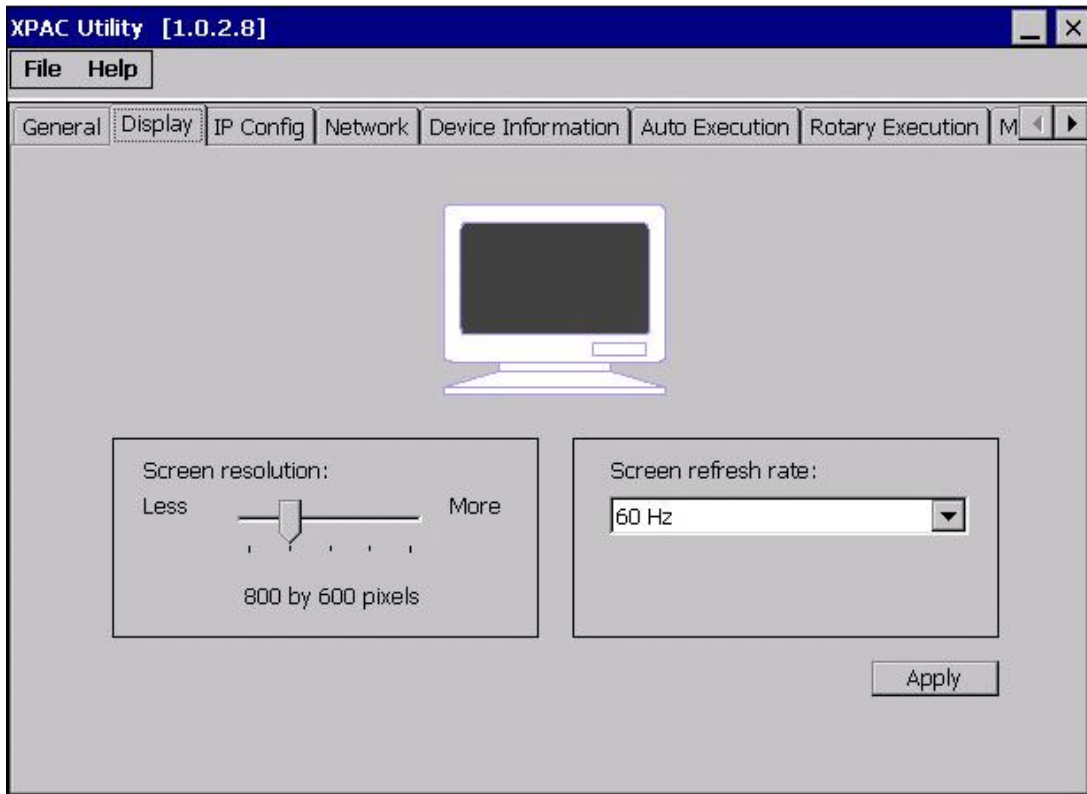 XPAC Utility [1.0.2.8]
File Help
General Display IP Config Network Device Information Auto Execution Rotary Execution M
Screen resolution:
Less More
800 by 600 pixels
Screen refresh rate:
60 Hz
Apply